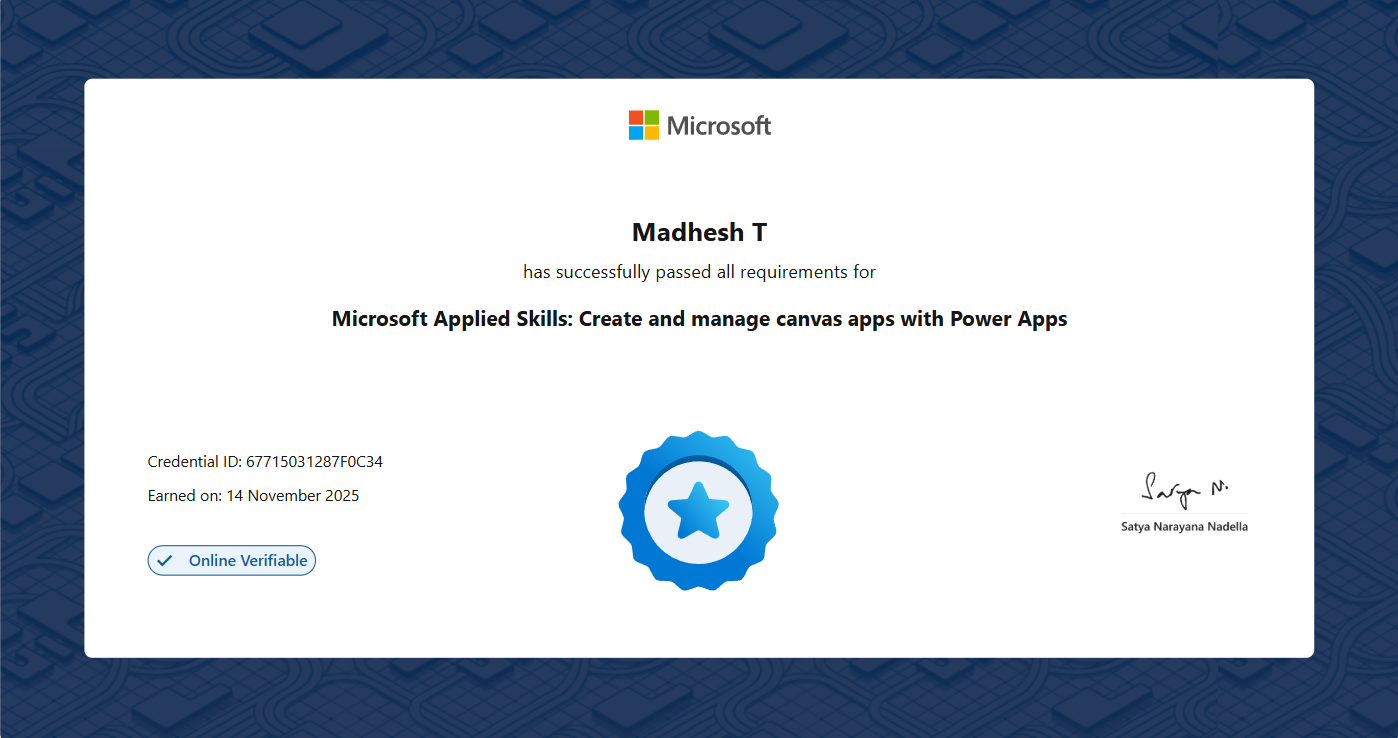 Microsoft
Madhesh T
has successfully passed all requirements for
Microsoft Applied Skills: Create and manage canvas apps with Power Apps
Credential ID: 67715031287F0C34
Earned on: 14 November 2025
Online Verifiable
Satya N.
Satya Narayana Nadella